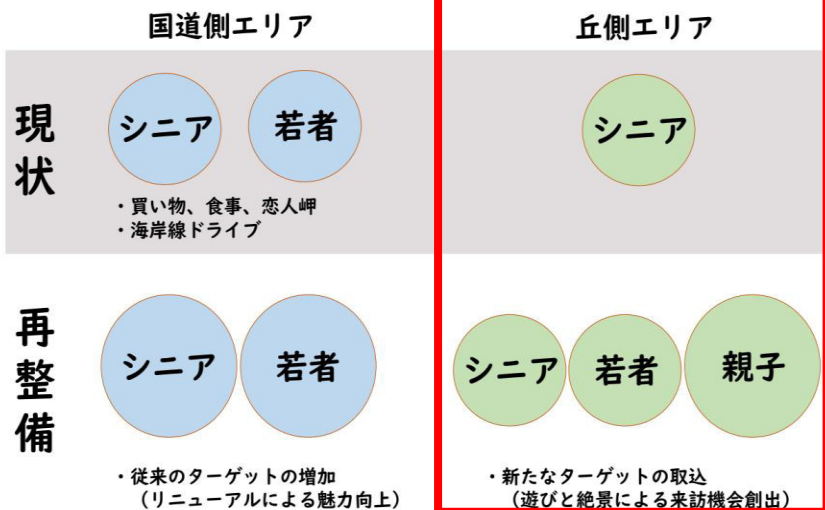 国道側エリア
丘側エリア
現状
シニア
若者
シニア
・買い物、食事、恋人岬
・海岸線ドライブ
再整備
シニア
若者
シニア
若者
親子
・従来のターゲットの増加
（リニューアルによる魅力向上）
・新たなターゲットの取込
（遊びと絶景による来訪機会創出）